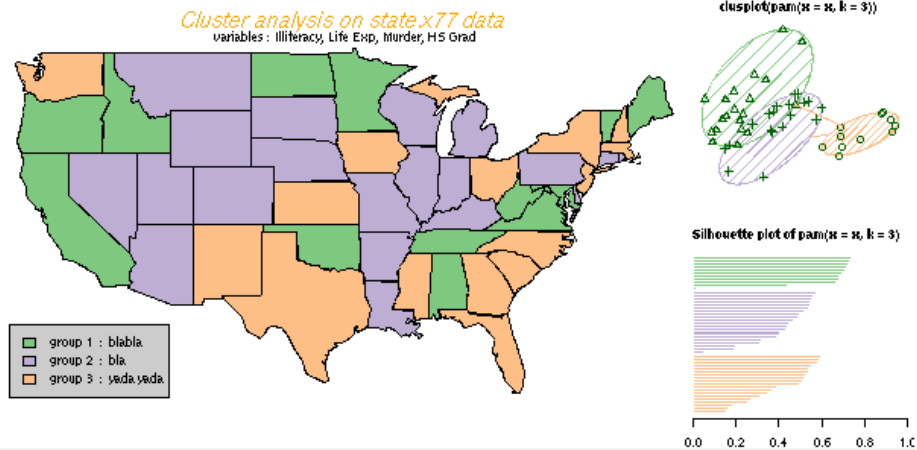 Cluster analysis on state.x77 data
variables : Illiteracy, Life Exp, Murder, HS Grad
group 1 : blabla
group 2 : bla
group 3 : yada yada
clusplot(pam(x = x, k = 3))
Silhouette plot of pam(x = x, k = 3)
0.0 0.2 0.4 0.6 0.8 1.0